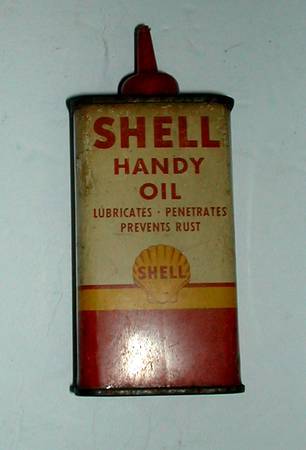 SHELL
HANDY
OIL
LUBRICATES · PENETRATES
PREVENTS RUST
SHELL